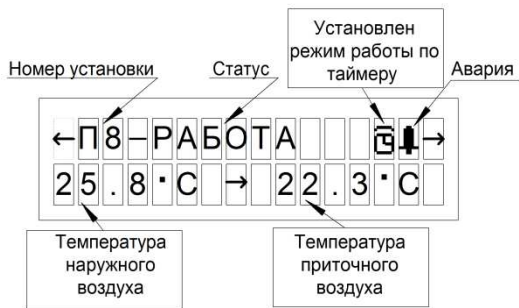 Установлен
режим работы по
таймеру
Номер установки
Статус
Авария
←П8–РАБОТА →
25.8·С → 22.3·С
Температура
наружного
воздуха
Температура
приточного
воздуха